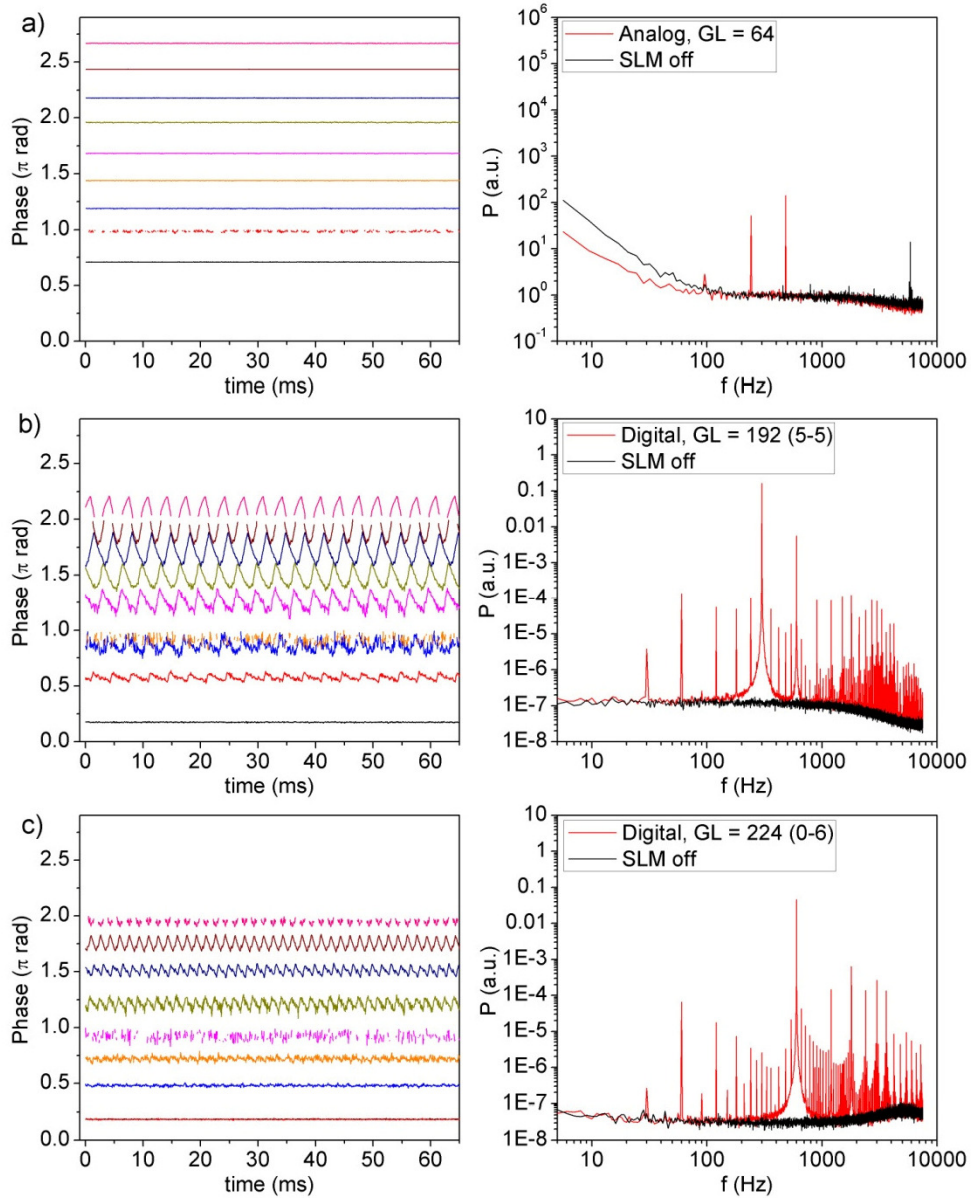 a)
Phase (π rad)
2.5
2.0
1.5
1.0
0.5
0.0
0 10 20 30 40 50 60
time (ms)
P (a.u.)
10^6
10^5
10^4
10^3
10^2
10^1
10^0
10^-1
Analog, GL = 64
SLM off
10 100 1000 10000
f (Hz)
b)
Phase (π rad)
2.5
2.0
1.5
1.0
0.5
0.0
0 10 20 30 40 50 60
time (ms)
P (a.u.)
10
1
0.1
0.01
1E-3
1E-4
1E-5
1E-6
1E-7
1E-8
Digital, GL = 192 (5-5)
SLM off
10 100 1000 10000
f (Hz)
c)
Phase (π rad)
2.5
2.0
1.5
1.0
0.5
0.0
0 10 20 30 40 50 60
time (ms)
P (a.u.)
10
1
0.1
0.01
1E-3
1E-4
1E-5
1E-6
1E-7
1E-8
Digital, GL = 224 (0-6)
SLM off
10 100 1000 10000
f (Hz)